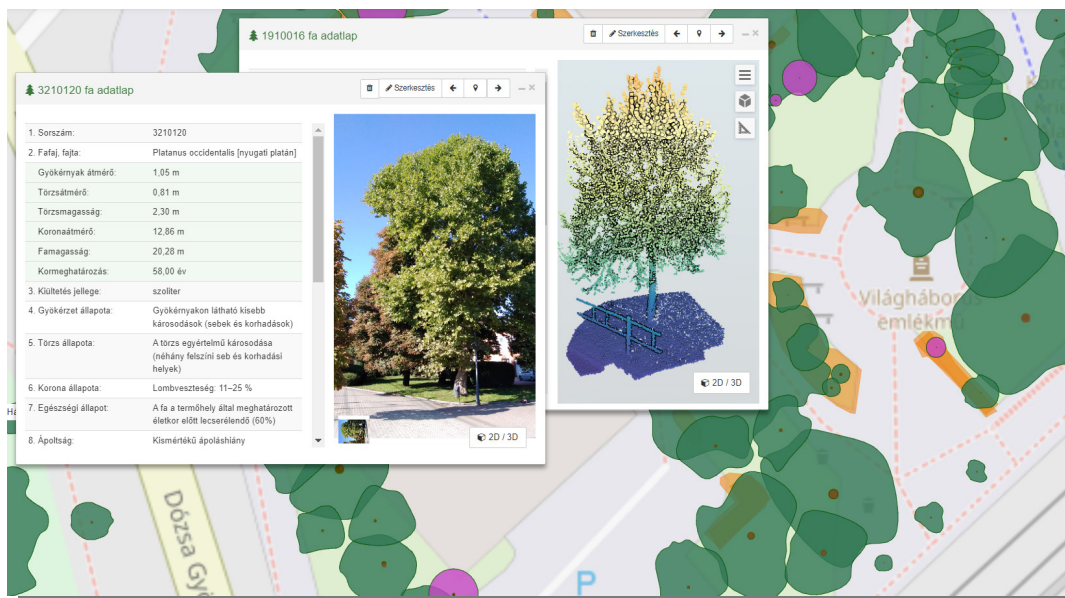 1910016 fa adatlap
Szerkesztés
3210120 fa adatlap
Szerkesztés
1. Sorszám: 3210120
2. Fafaj, fajta: Platanus occidentalis [nyugati platán]
Gyökérnyak átmérő: 1,05 m
Törzsátmérő: 0,81 m
Törzsmagasság: 2,30 m
Koronaátmérő: 12,86 m
Famagasság: 20,28 m
Kormeghatározás: 58,00 év
3. Kiültetés jellege: szoliter
4. Gyökérzet állapota: Gyökérnyakon látható kisebb
károsodások (sebek és korhadások)
5. Törzs állapota: A törzs egyértelmű károsodása
(néhány felszíni seb és korhadási
helyek)
6. Korona állapota: Lombveszteség: 11–25 %
7. Egészségi állapot: A fa a termőhely által meghatározott
életkor előtt lecserélendő (60%)
8. Ápoltság: Kismértékű ápoláshiány
2D / 3D
2D / 3D
Világhábor
emlékmű
Dózsa Gy
P